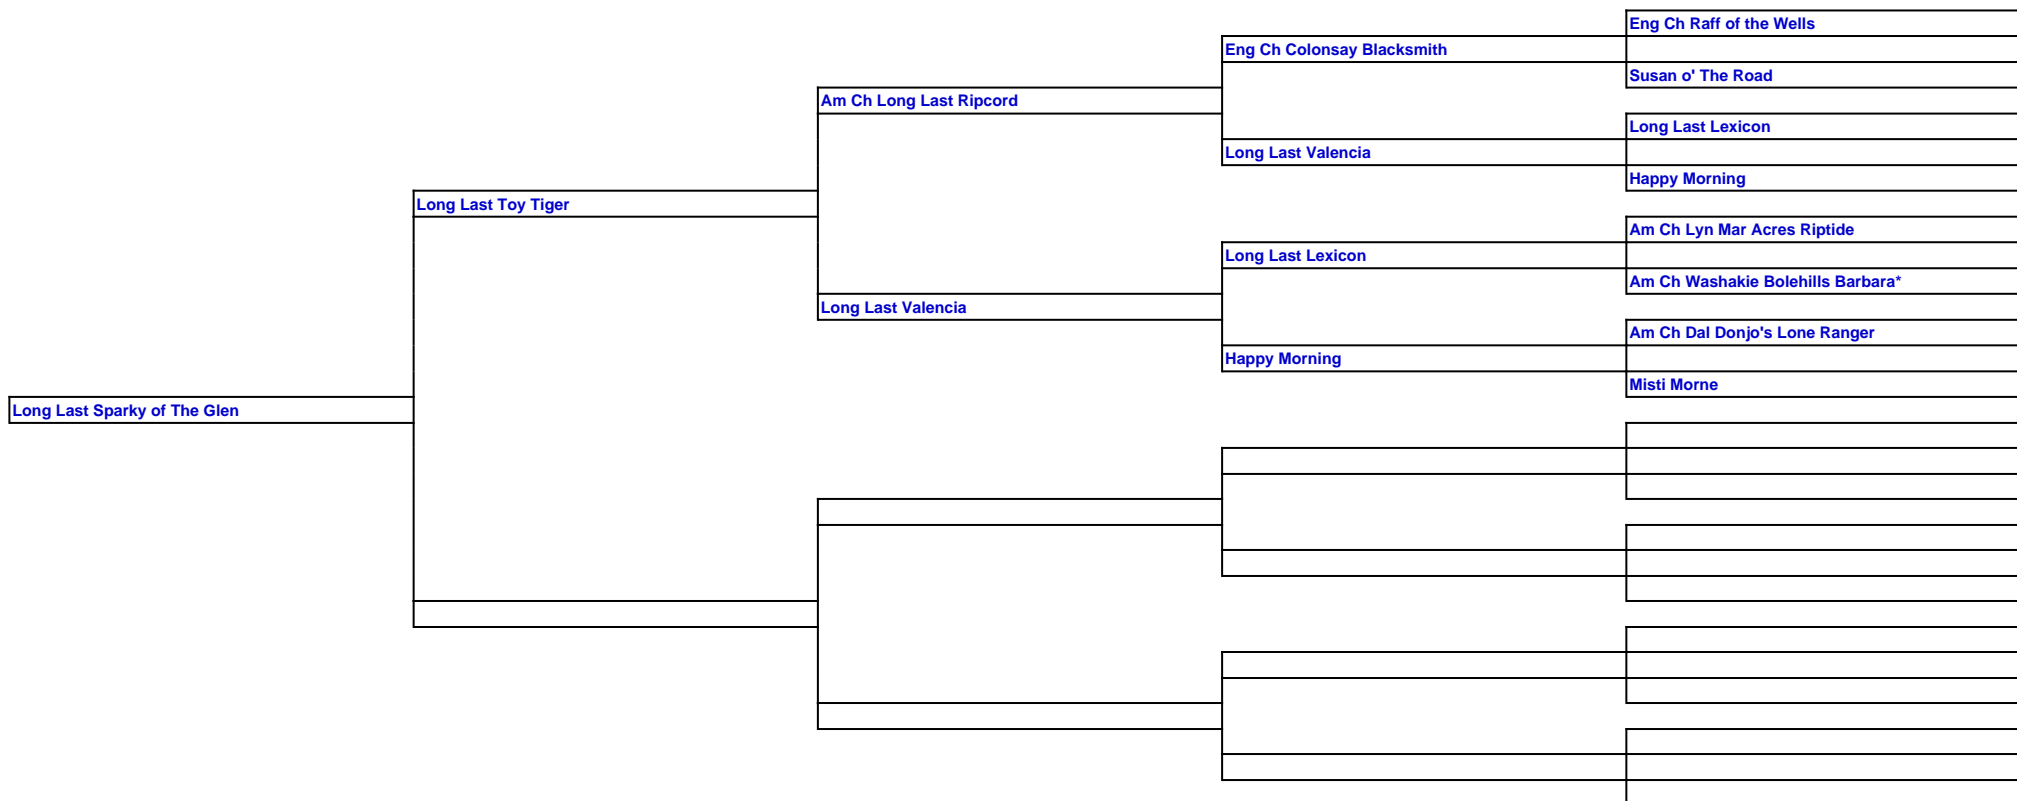 Eng Ch Raff of the Wells
Eng Ch Colonsay Blacksmith
Susan o' The Road
Am Ch Long Last Ripcord
Long Last Lexicon
Long Last Valencia
Happy Morning
Long Last Toy Tiger
Am Ch Lyn Mar Acres Riptide
Long Last Lexicon
Am Ch Washakie Bolehills Barbara*
Long Last Valencia
Am Ch Dal Donjo's Lone Ranger
Happy Morning
Misti Morne
Long Last Sparky of The Glen